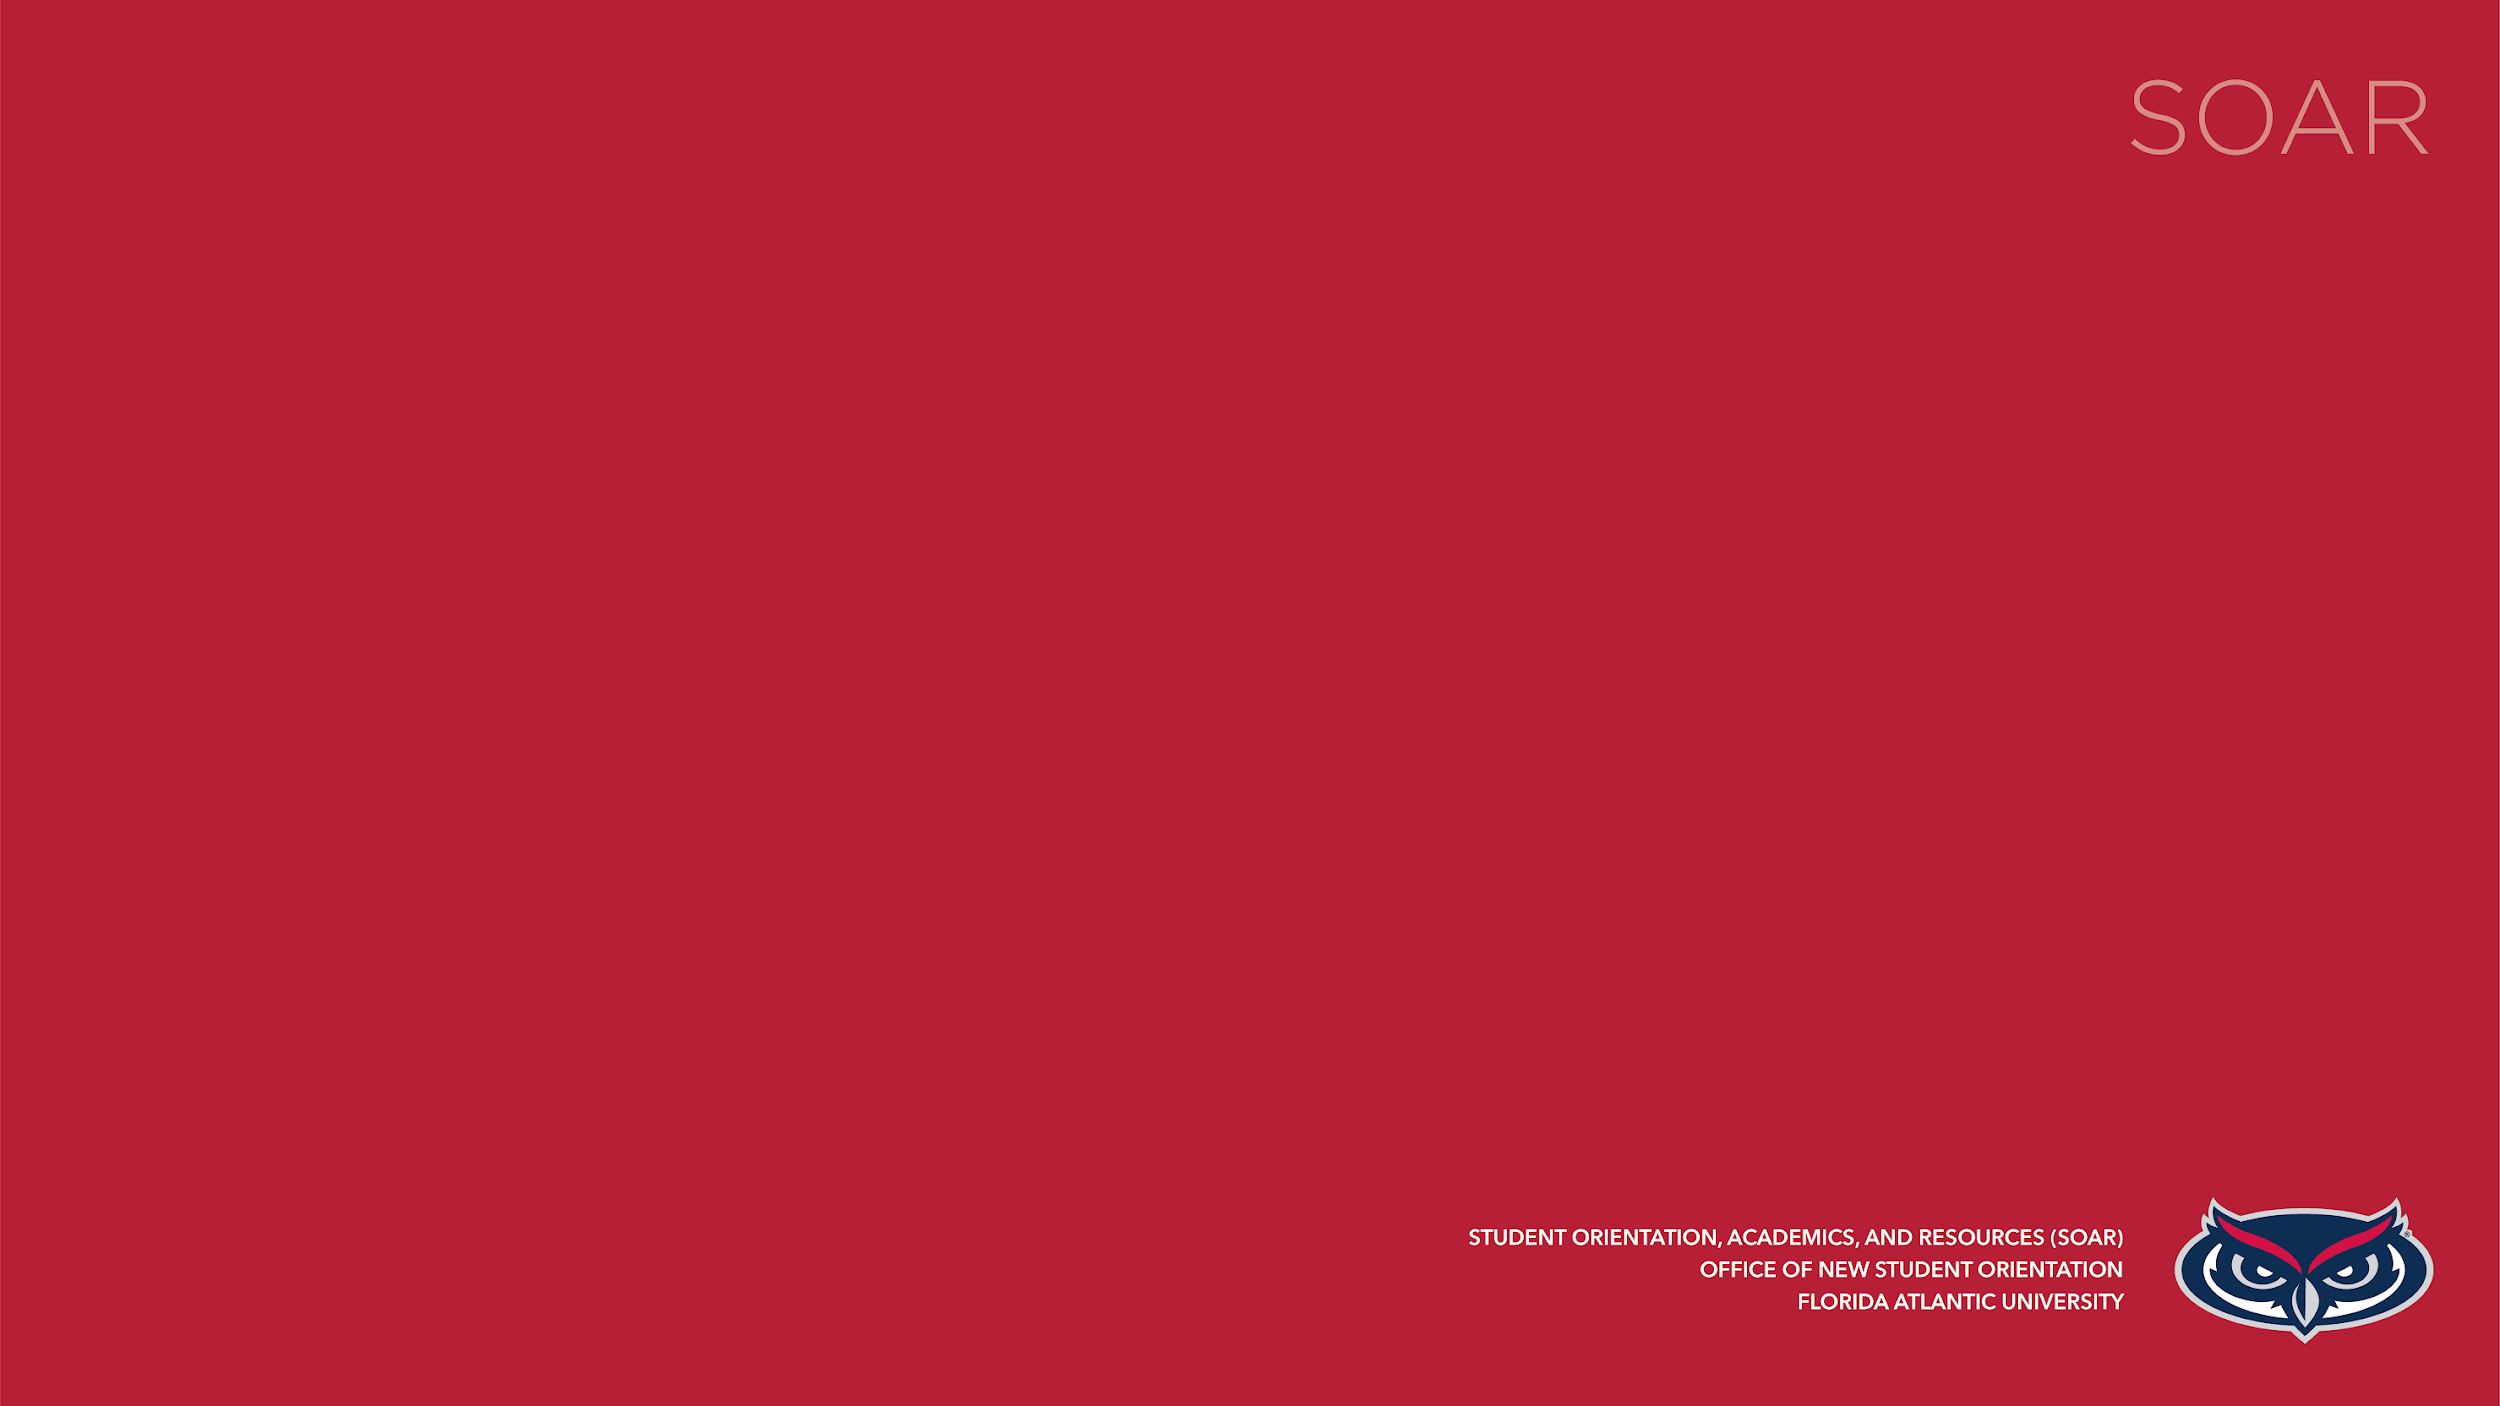 SOAR
STUDENT ORIENTATION, ACADEMICS, AND RESOURCES (SOAR)
OFFICE OF NEW STUDENT ORIENTATION
FLORIDA ATLANTIC UNIVERSITY